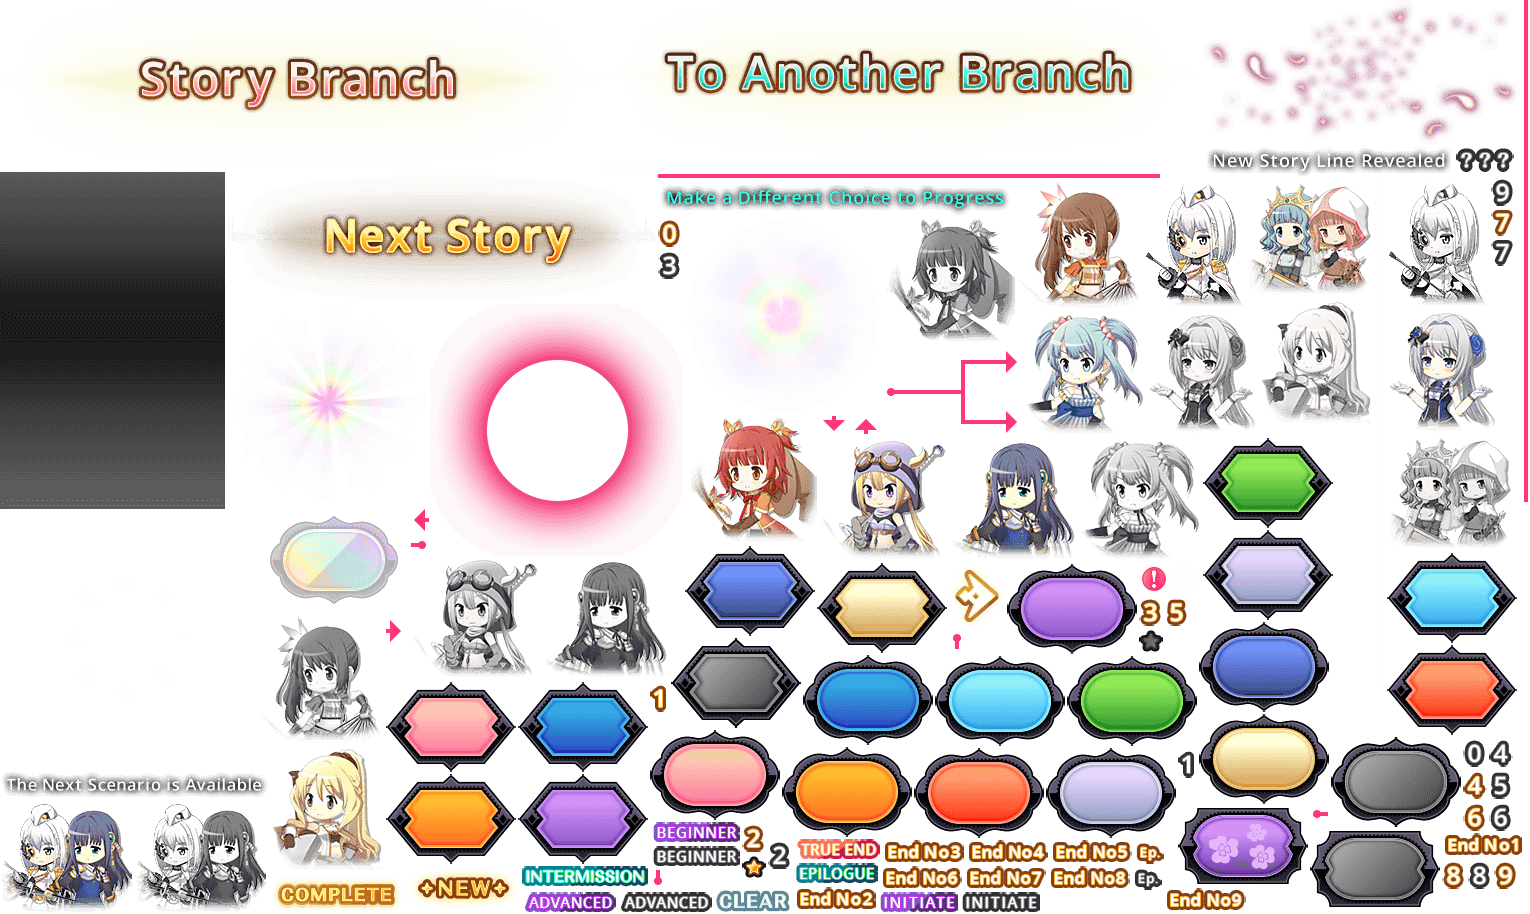 Story Branch
To Another Branch
New Story Line Revealed ???
Make a Different Choice to Progress
9
7
7
Next Story
0
3
3 5
1
1
0 4
4 5
6 6
8 8 9
The Next Scenario is Available
BEGINNER 2
BEGINNER 2
TRUE END
End No3 End No4 End No5 Ep.
End No1
INTERMISSION
EPILOGUE
End No6 End No7 End No8 Ep.
COMPLETE
NEW
ADVANCED ADVANCED CLEAR End No2 INITIATE INITIATE
End No9